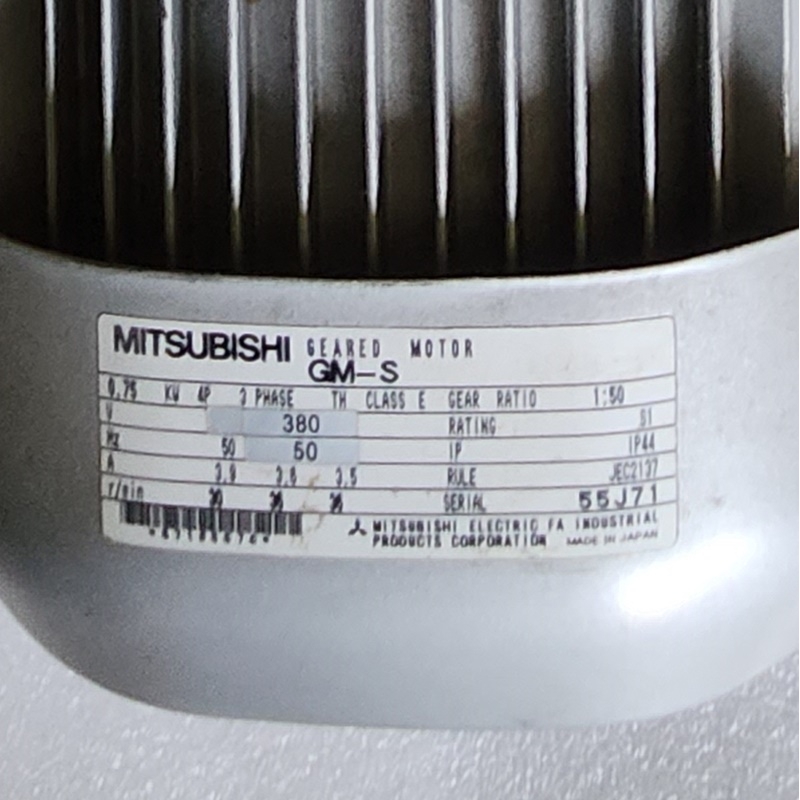 MITSUBISHI GEARED MOTOR
GM-S
0.75 KW 4P 3 PHASE TH CLASS E GEAR RATIO 1:50
V 380 RATING S1
Hz 50 50 IP IP44
A 3.9 3.6 3.5 RULE JEC2137
r/min SERIAL 55J71
MITSUBISHI ELECTRIC FA INDUSTRIAL
PRODUCTS CORPORATION MADE IN JAPAN